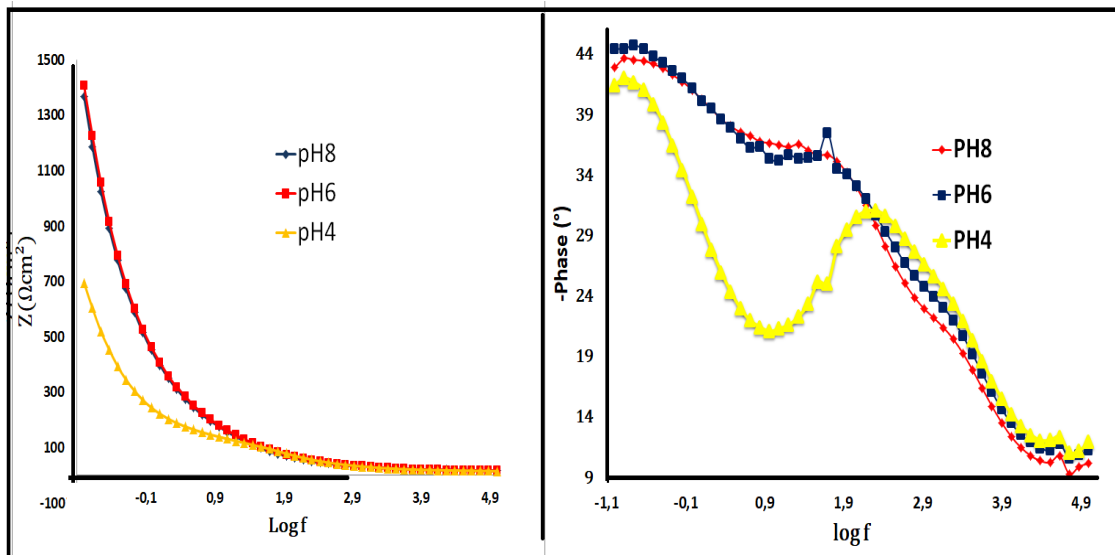 1500
1300
1100
900
700
500
300
100
-100
Z(Ωcm²)
-0,1 0,9 1,9 2,9 3,9 4,9
Log f
pH8
pH6
pH4
44
39
34
29
24
19
14
9
-Phase (°)
-1,1 -0,1 0,9 1,9 2,9 3,9 4,9
log f
PH8
PH6
PH4